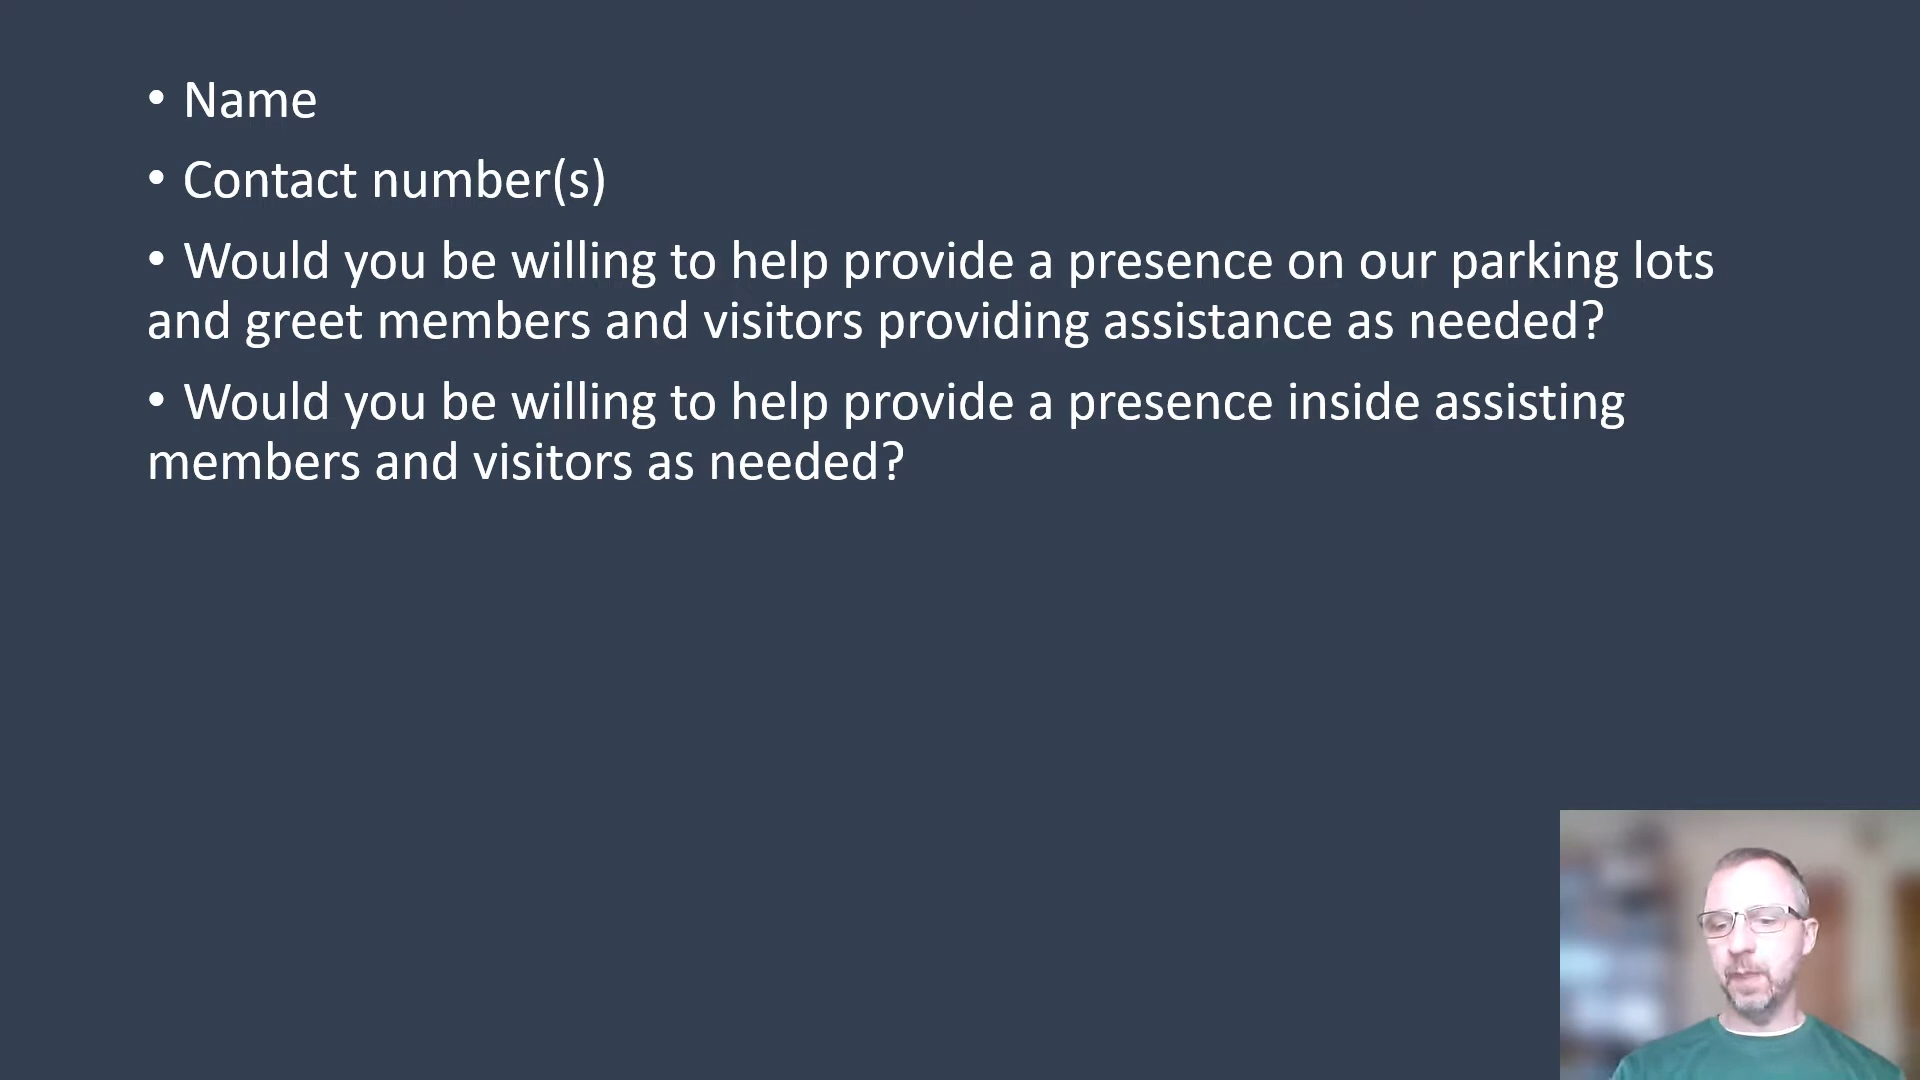 • Name
• Contact number(s)
• Would you be willing to help provide a presence on our parking lots
and greet members and visitors providing assistance as needed?
• Would you be willing to help provide a presence inside assisting
members and visitors as needed?